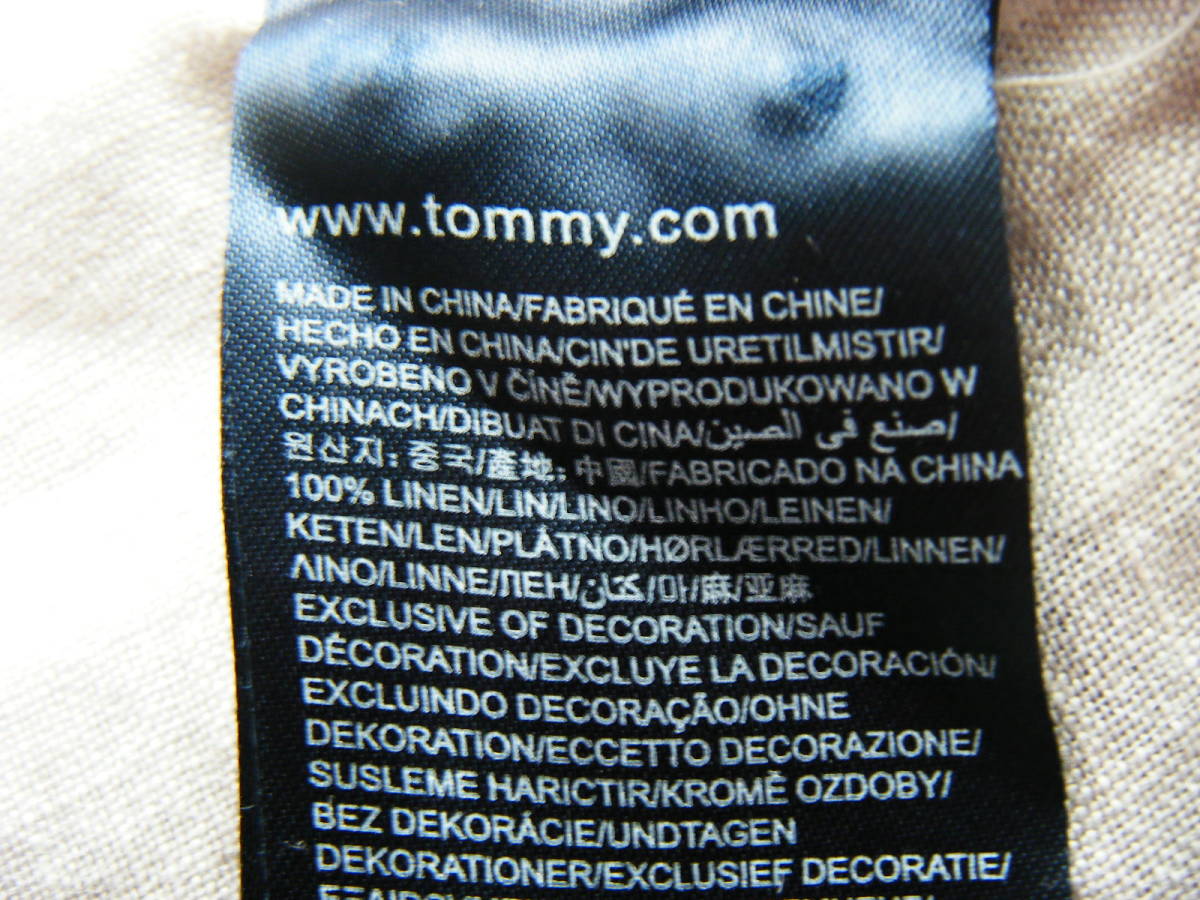 www.tommy.com
MADE IN CHINA/FABRIQUÉ EN CHINE/
HECHO EN CHINA/ÇIN'DE URETILMISTIR/
VYROBENO V ČÍNĚ/WYPRODUKOWANO W
CHINACH/DIBUAT DI CINA/صنع في الصين/
원산지: 중국/產地: 中國/FABRICADO NA CHINA
100% LINEN/LIN/LINO/LINHO/LEINEN/
KETEN/LEN/PLÁTNO/HØRLÆRRED/LINNEN/
ΛΙΝΟ/LINNE/ЛЕН/كتان/마/麻/亚麻
EXCLUSIVE OF DECORATION/SAUF
DÉCORATION/EXCLUYE LA DECORACIÓN/
EXCLUINDO DECORAÇÃO/OHNE
DEKORATION/ECCETTO DECORAZIONE/
SUSLEME HARICTIR/KROMĚ OZDOBY/
BEZ DEKORÁCIE/UNDTAGEN
DEKORATIONER/EXCLUSIEF DECORATIE/